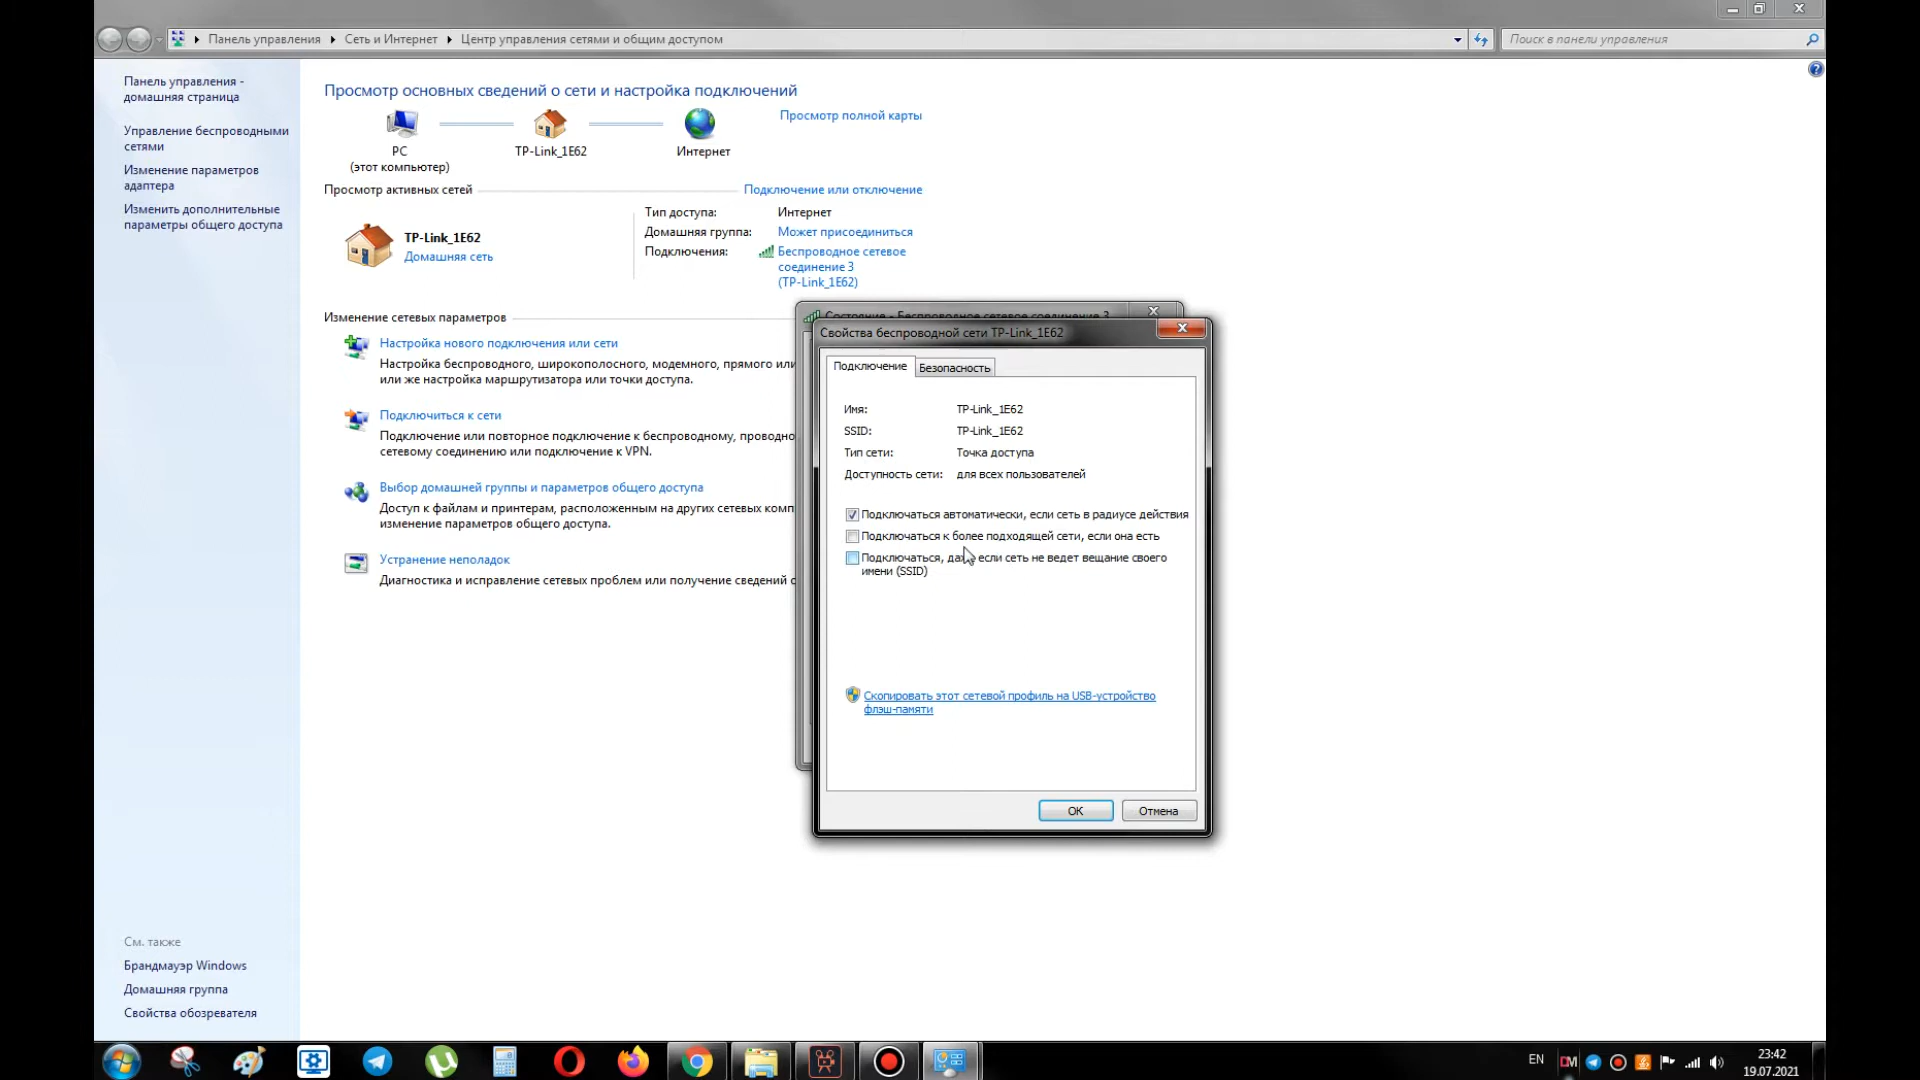 Панель управления
Сеть и Интернет
Центр управления сетями и общим доступом
Поиск в панели управления
Панель управления -
домашняя страница
Управление беспроводными
сетями
Изменение параметров
адаптера
Изменить дополнительные
параметры общего доступа
Просмотр основных сведений о сети и настройка подключений
PC
(этот компьютер)
TP-Link_1E62
Интернет
Просмотр полной карты
Просмотр активных сетей
Подключение или отключение
TP-Link_1E62
Домашняя сеть
Тип доступа: Интернет
Домашняя группа: Может присоединиться
Подключения: Беспроводное сетевое
соединение 3
(TP-Link_1E62)
Изменение сетевых параметров
Настройка нового подключения или сети
Настройка беспроводного, широкополосного, модемного, прямого или
или же настройка маршрутизатора или точки доступа.
Подключиться к сети
Подключение или повторное подключение к беспроводному, проводно
сетевому соединению или подключение к VPN.
Выбор домашней группы и параметров общего доступа
Доступ к файлам и принтерам, расположенным на других сетевых комп
изменение параметров общего доступа.
Устранение неполадок
Диагностика и исправление сетевых проблем или получение сведений о
Состояние - Беспроводное сетевое соединение 3
Свойства беспроводной сети TP-Link_1E62
Подключение
Безопасность
Имя: TP-Link_1E62
SSID: TP-Link_1E62
Тип сети: Точка доступа
Доступность сети: для всех пользователей
Подключаться автоматически, если сеть в радиусе действия
Подключаться к более подходящей сети, если она есть
Подключаться, даже если сеть не ведет вещание своего
имени (SSID)
Скопировать этот сетевой профиль на USB-устройство
флэш-памяти
OK
Отмена
См. также
Брандмауэр Windows
Домашняя группа
Свойства обозревателя
EN
23:42
19.07.2021